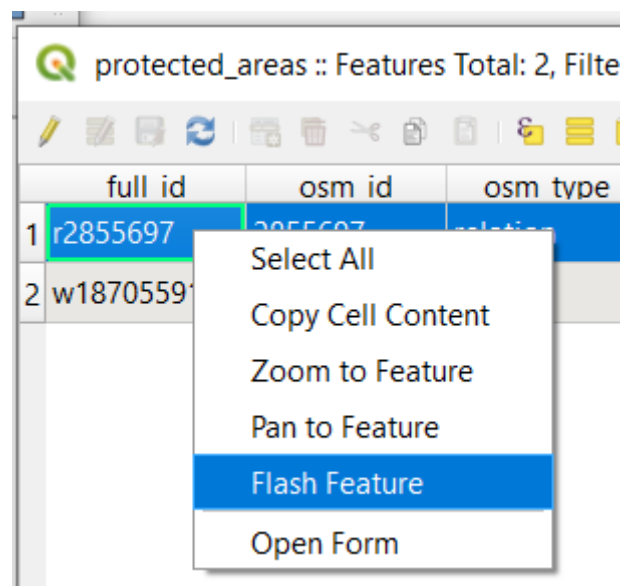 protected_areas :: Features Total: 2, Filte
full_id osm_id osm_type
1 r2855697 2855697 relation
2 w18705591
Select All
Copy Cell Content
Zoom to Feature
Pan to Feature
Flash Feature
Open Form